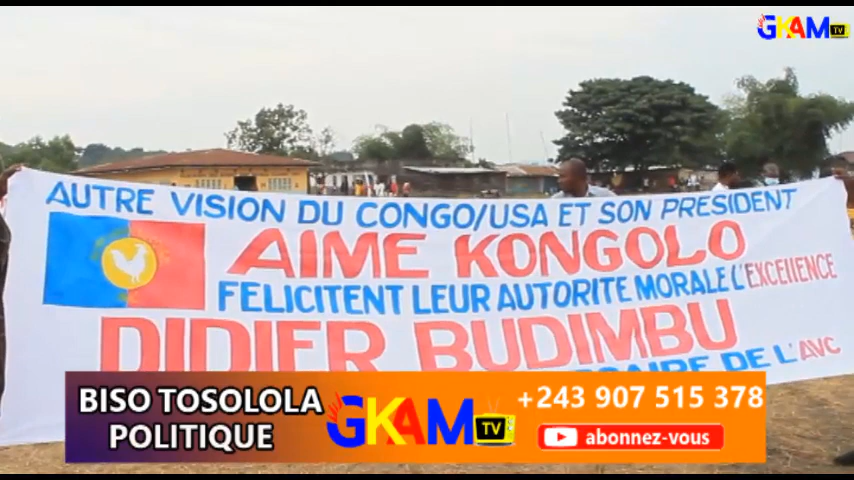 GKAM TV
AUTRE VISION DU CONGO/USA ET SON PRESIDENT
AIME KONGOLO
FELICITENT LEUR AUTORITE MORALE L'EXCEllENCE
DIDIER BUDIMBU
DE L'AVC
BISO TOSOLOLA
POLITIQUE
GKAM TV
+243 907 515 378
abonnez-vous